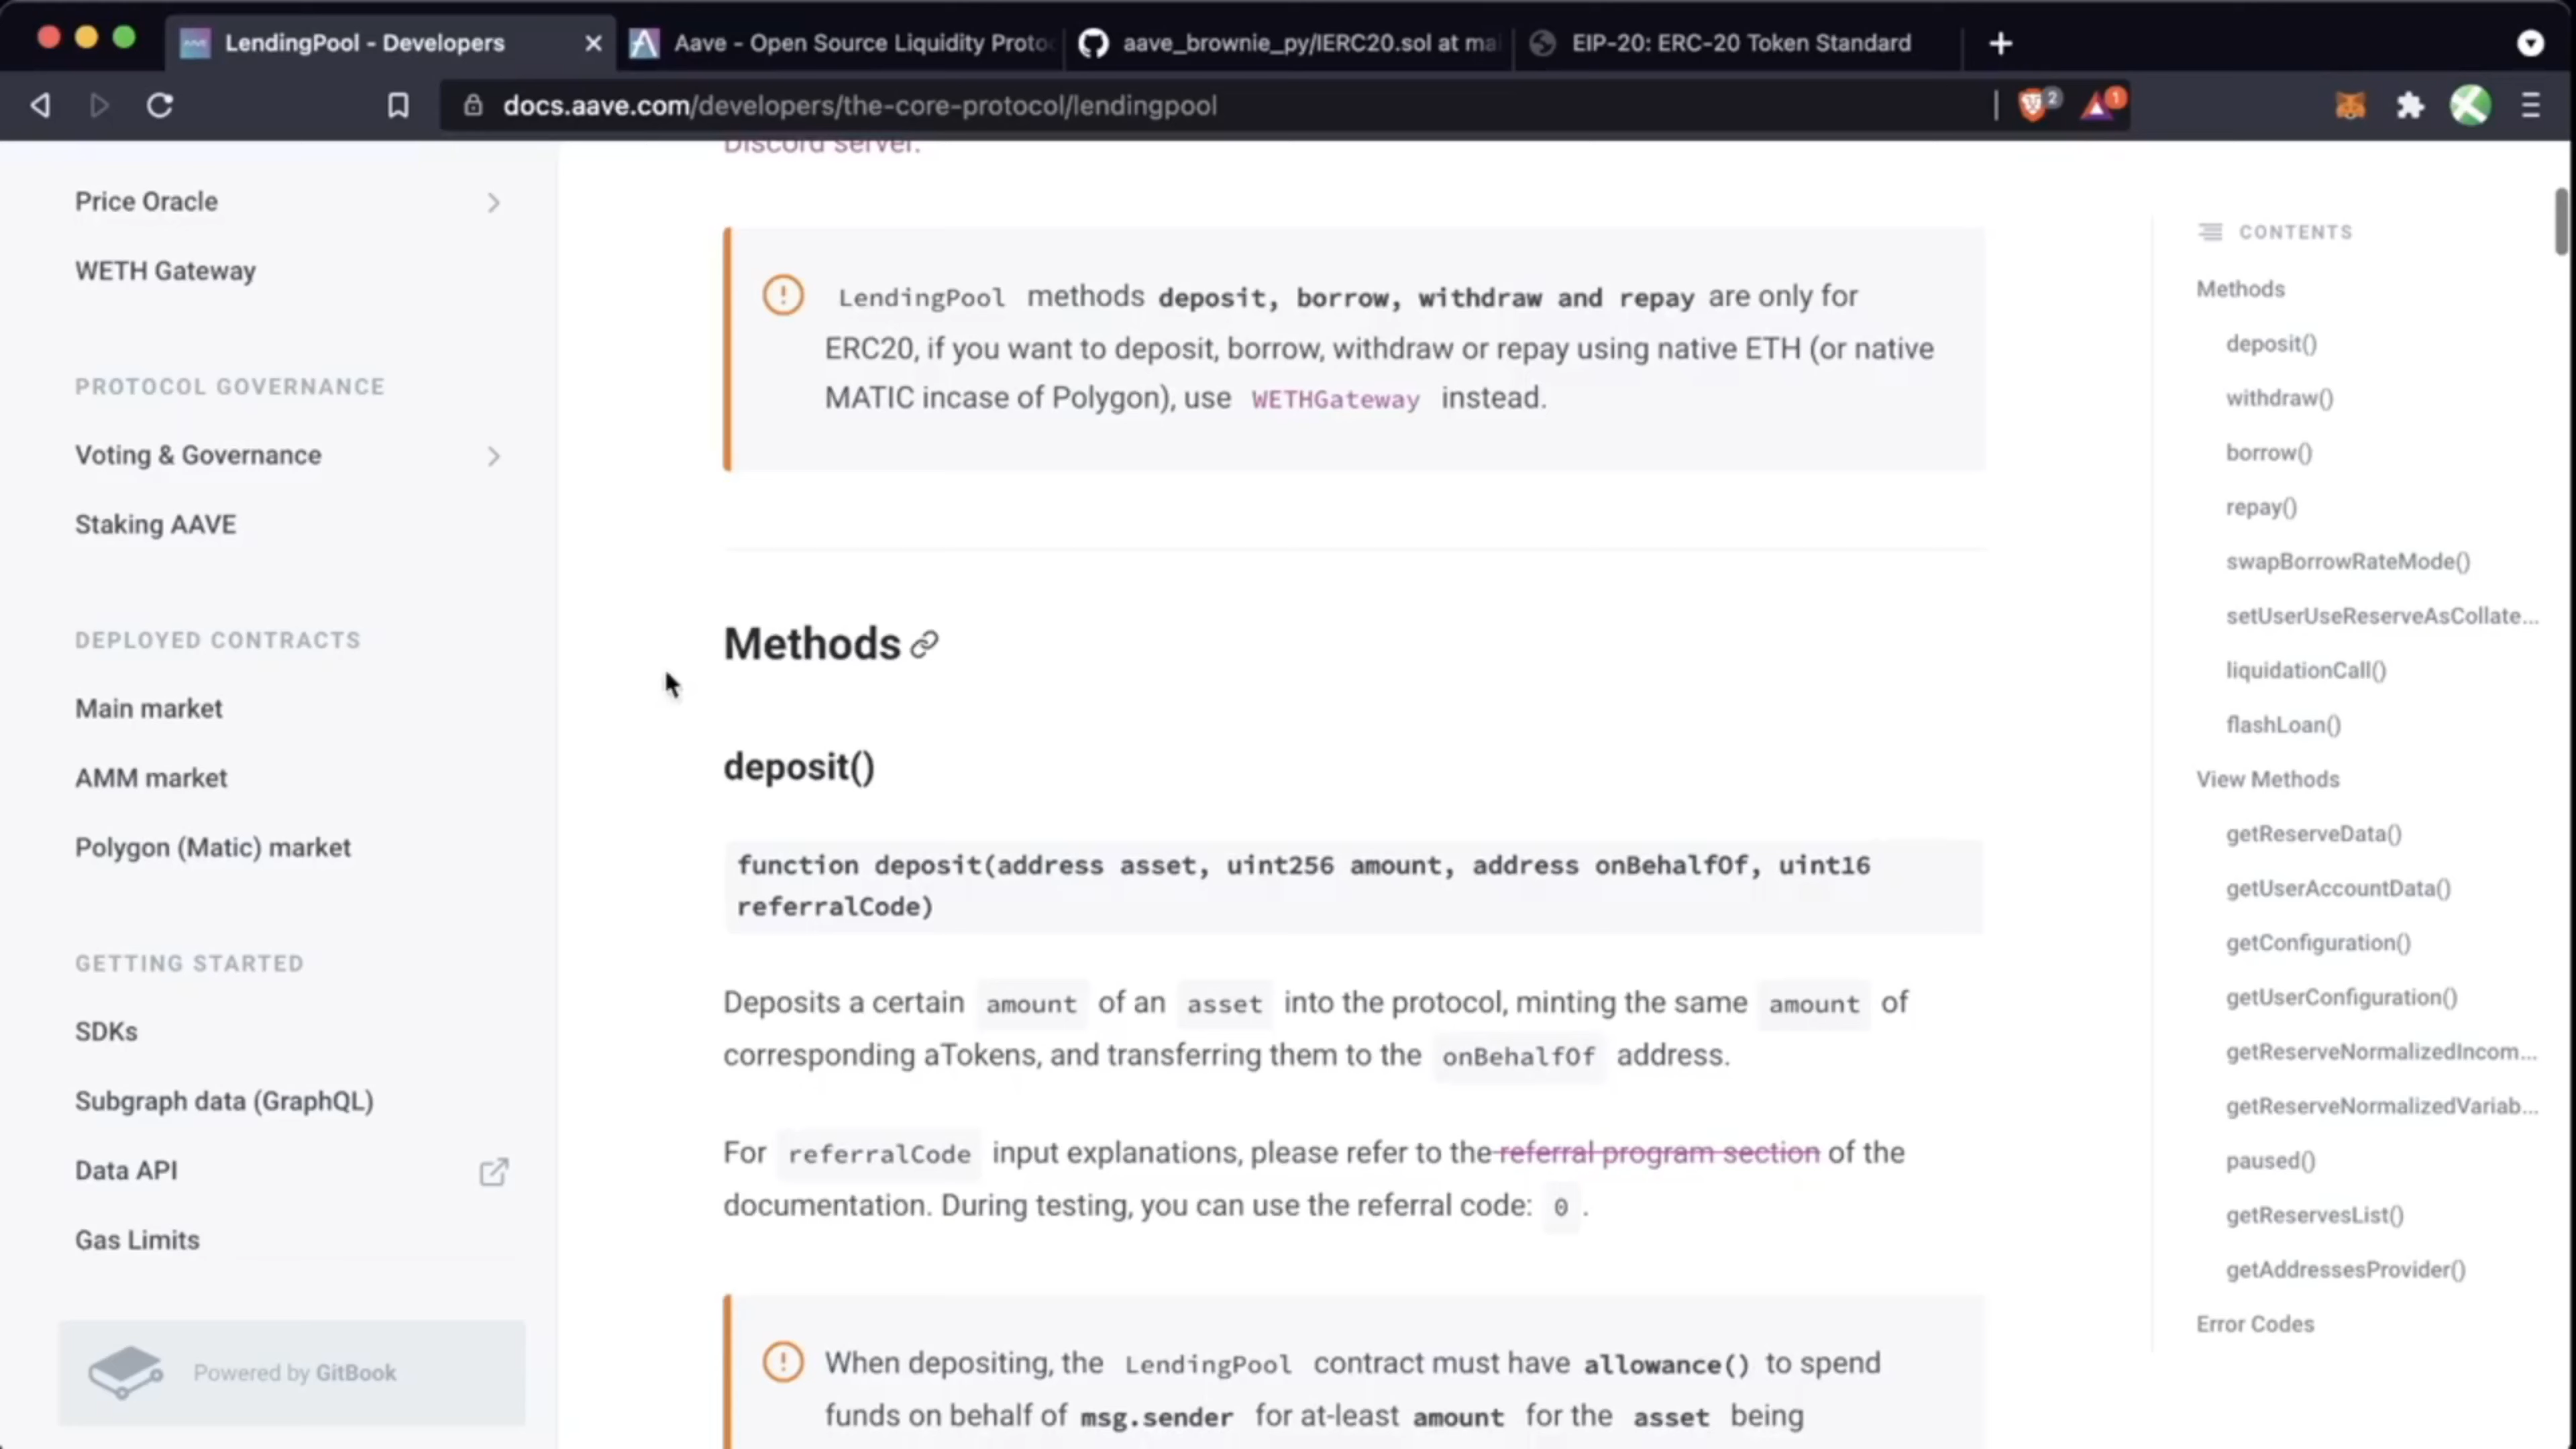 LendingPool - Developers
Aave - Open Source Liquidity Proto
aave_brownie_py/IERC20.sol at ma
EIP-20: ERC-20 Token Standard
docs.aave.com/developers/the-core-protocol/lendingpool
2
1
Price Oracle
WETH Gateway
PROTOCOL GOVERNANCE
Voting & Governance
Staking AAVE
DEPLOYED CONTRACTS
Main market
AMM market
Polygon (Matic) market
GETTING STARTED
SDKs
Subgraph data (GraphQL)
Data API
Gas Limits
Powered by GitBook
Discord server.
LendingPool methods deposit, borrow, withdraw and repay are only for
ERC20, if you want to deposit, borrow, withdraw or repay using native ETH (or native
MATIC incase of Polygon), use WETHGateway instead.
Methods
deposit()
function deposit(address asset, uint256 amount, address onBehalfOf, uint16
referralCode)
Deposits a certain amount of an asset into the protocol, minting the same amount of
corresponding aTokens, and transferring them to the onBehalfOf address.
For referralCode input explanations, please refer to the referral program section of the
documentation. During testing, you can use the referral code: 0 .
When depositing, the LendingPool contract must have allowance() to spend
funds on behalf of msg.sender for at-least amount for the asset being
CONTENTS
Methods
deposit()
withdraw()
borrow()
repay()
swapBorrowRateMode()
setUserUseReserveAsCollate...
liquidationCall()
flashLoan()
View Methods
getReserveData()
getUserAccountData()
getConfiguration()
getUserConfiguration()
getReserveNormalizedIncom...
getReserveNormalizedVariab...
paused()
getReservesList()
getAddressesProvider()
Error Codes